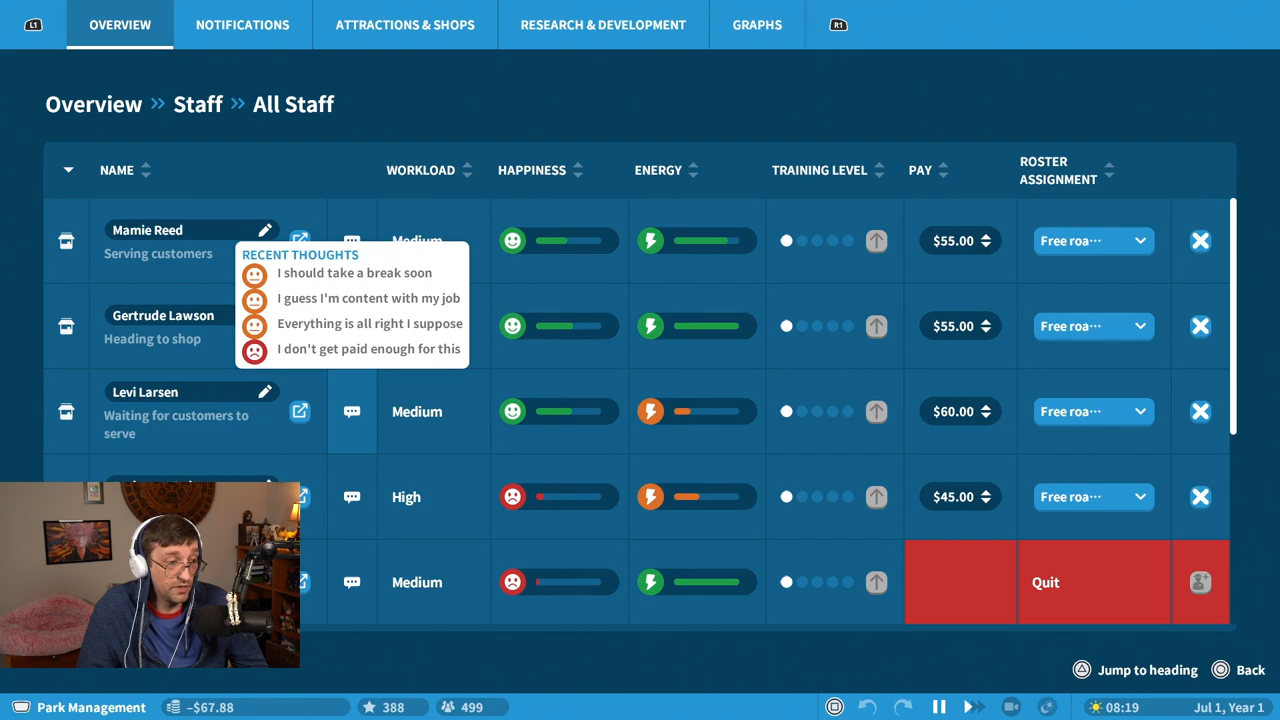 L1
OVERVIEW
NOTIFICATIONS
ATTRACTIONS & SHOPS
RESEARCH & DEVELOPMENT
GRAPHS
R1
Overview » Staff » All Staff
NAME
WORKLOAD
HAPPINESS
ENERGY
TRAINING LEVEL
PAY
ROSTER
ASSIGNMENT
Mamie Reed
Serving customers
Medium
$55.00
Free roa···
RECENT THOUGHTS
I should take a break soon
I guess I'm content with my job
Everything is all right I suppose
I don't get paid enough for this
Gertrude Lawson
Heading to shop
$55.00
Free roa···
Levi Larsen
Waiting for customers to
serve
Medium
$60.00
Free roa···
High
$45.00
Free roa···
Medium
Quit
Jump to heading
Back
Park Management
–$67.88
388
499
08:19
Jul 1, Year 1